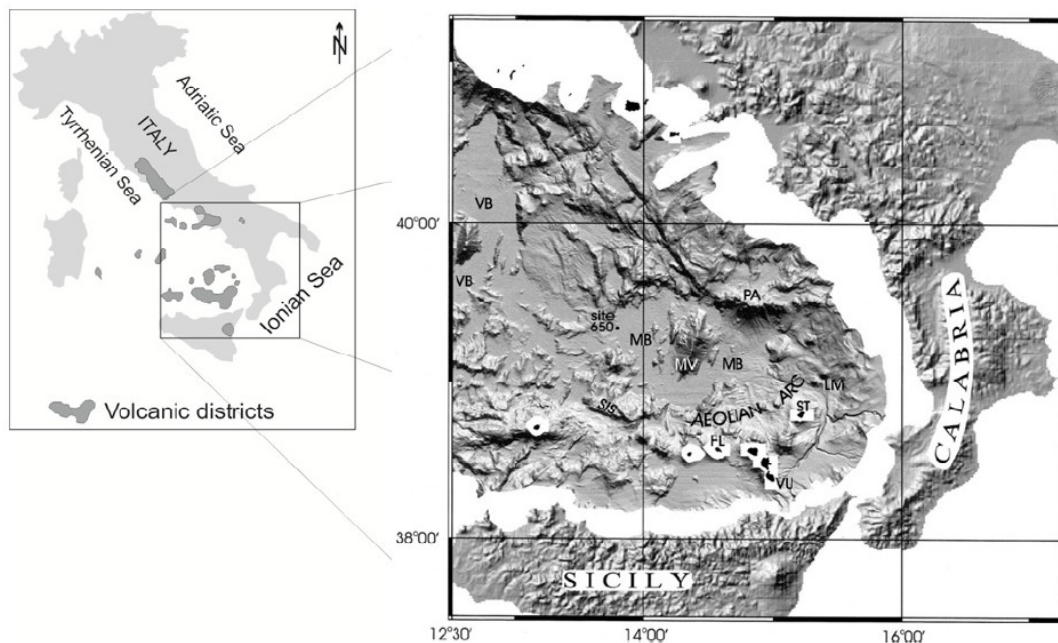 N
Adriatic Sea
ITALY
Tyrrhenian Sea
Ionian Sea
Volcanic districts
VB
40°00'
VB
PA
site
650
MB
MV
MB
LM
AEOLIAN ARC
ST
SIS
FL
VU
CALABRIA
38°00'
SICILY
12°30
14°00'
16°00'